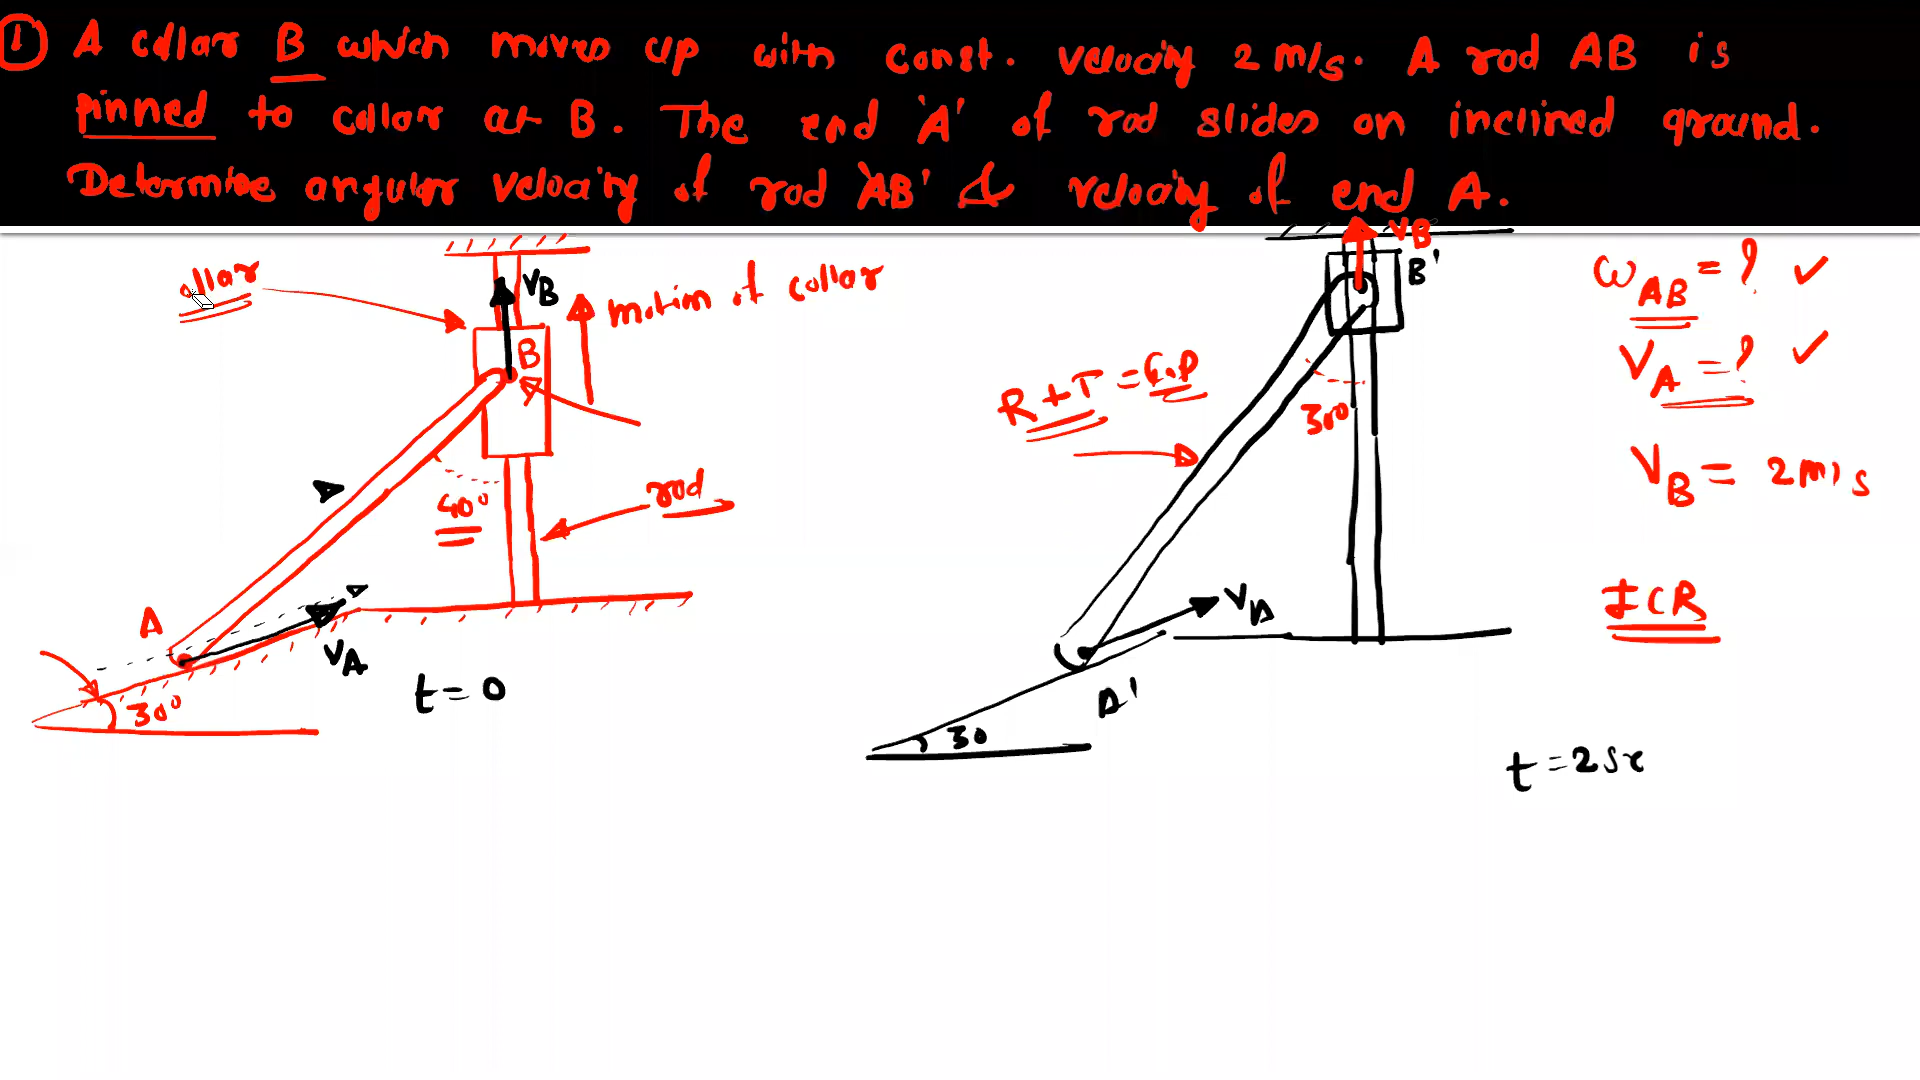 ① A collar B which moves up with const. velocity 2 m/s. A rod AB is
pinned to collar at B. The end 'A' of rod slides on inclined ground.
Determine angular velocity of rod 'AB' & velocity of end A.
ollar
VB
motion of collar
B
40°
rod
A
VA
30°
t = 0
VB
B'
R + T = G.P
30°
VA
A'
30
t = 2 sec
ωAB = ? ✓
VA = ? ✓
VB = 2 m/s
ICR